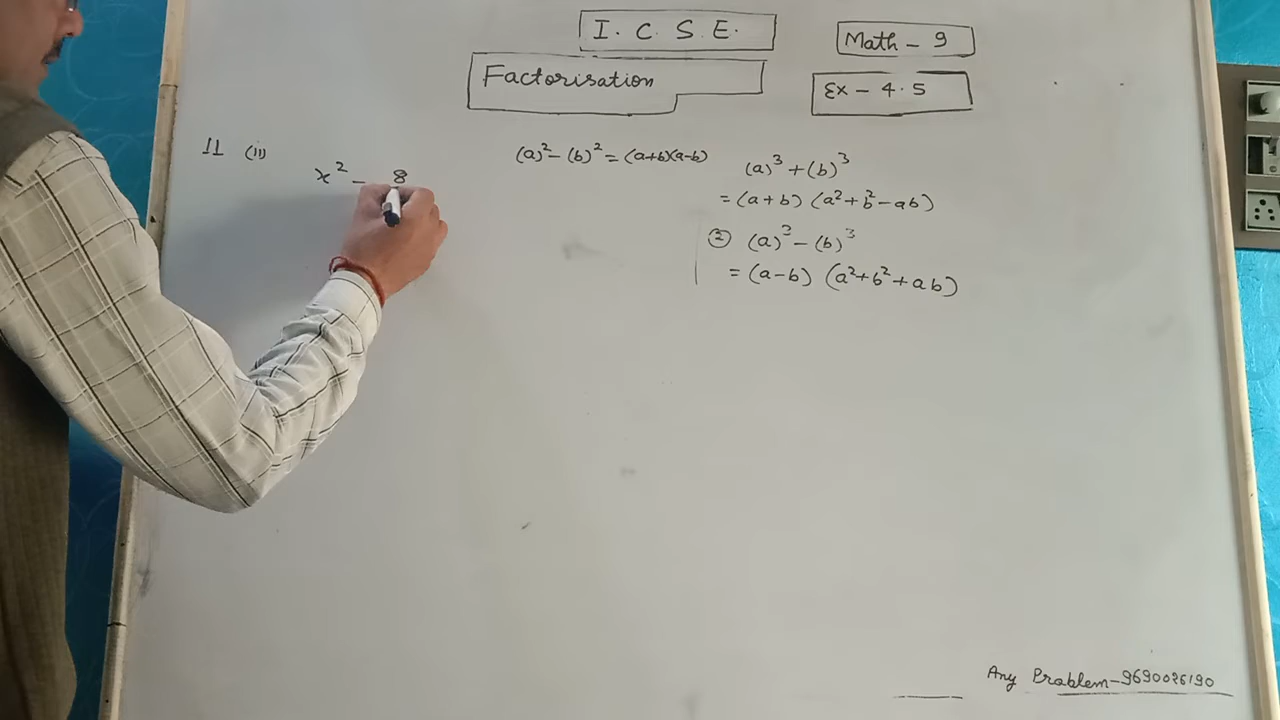 I. C. S. E.
Math - 9
Factorisation
Ex - 4.5
11 (ii)
x² - 8
(a)² - (b)² = (a+b)(a-b)
(a)³ + (b)³
= (a+b) (a²+b²-ab)
② (a)³ - (b)³
= (a-b) (a²+b²+ab)
Any Problem-9690026190